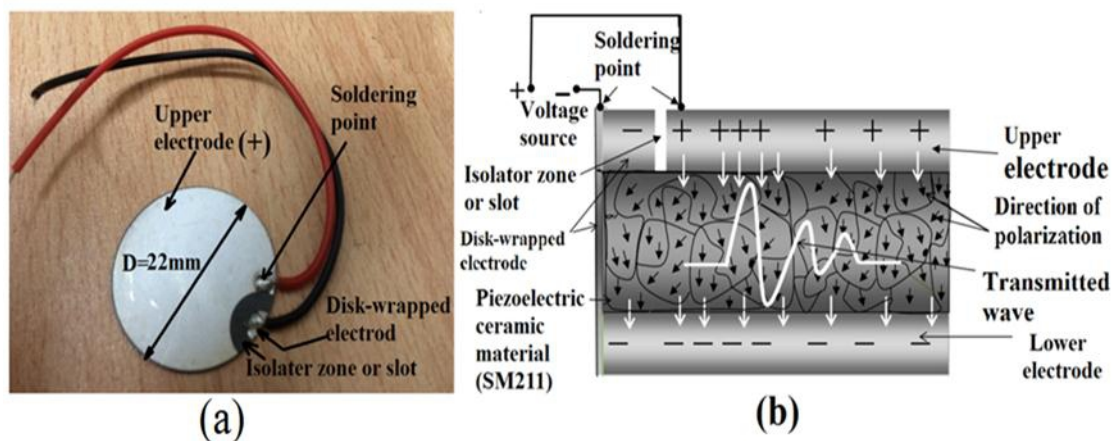 Upper
electrode (+)
Soldering
point
D=22mm
Disk-wrapped
electrod
Isolater zone or slot
(a)
Soldering
point
+ -
Voltage
source
Isolator zone
or slot
Disk-wrapped
electrode
Piezoelectric
ceramic
material
(SM211)
- + + + + + + +
Upper
electrode
Direction of
polarization
Transmitted
wave
Lower
electrode
- - - - - - - -
(b)